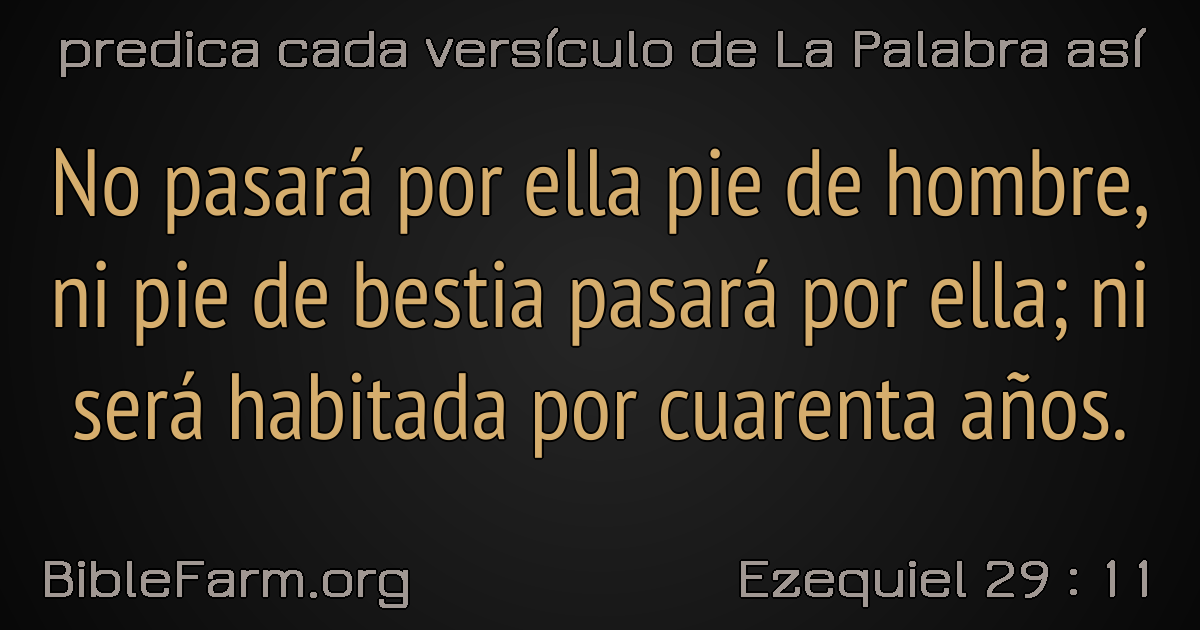 predica cada versículo de La Palabra así
No pasará por ella pie de hombre,
ni pie de bestia pasará por ella; ni
será habitada por cuarenta años.
BibleFarm.org
Ezequiel 29 : 11